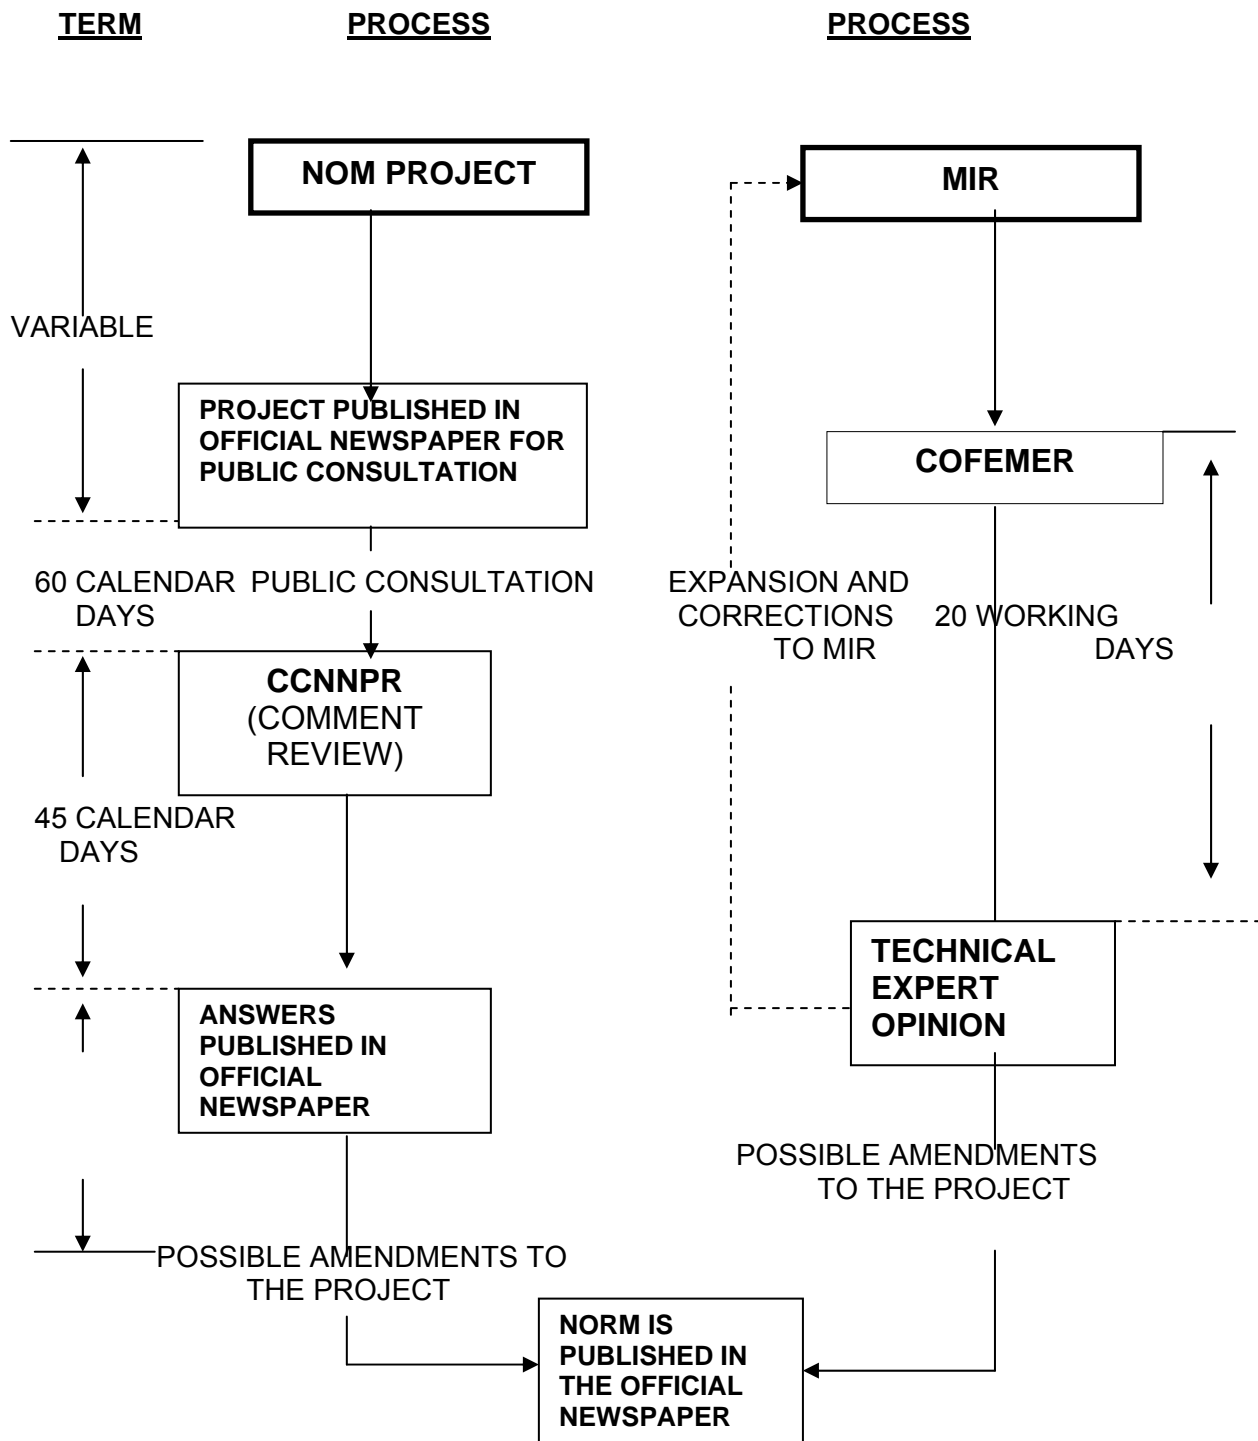 TERM PROCESS PROCESS
NOM PROJECT
MIR
VARIABLE
PROJECT PUBLISHED IN
OFFICIAL NEWSPAPER FOR
PUBLIC CONSULTATION
COFEMER
60 CALENDAR
DAYS
PUBLIC CONSULTATION
EXPANSION AND
CORRECTIONS
TO MIR
20 WORKING
DAYS
CCNNPR
(COMMENT
REVIEW)
45 CALENDAR
DAYS
TECHNICAL
EXPERT
OPINION
ANSWERS
PUBLISHED IN
OFFICIAL
NEWSPAPER
POSSIBLE AMENDMENTS
TO THE PROJECT
POSSIBLE AMENDMENTS TO
THE PROJECT
NORM IS
PUBLISHED IN
THE OFFICIAL
NEWSPAPER